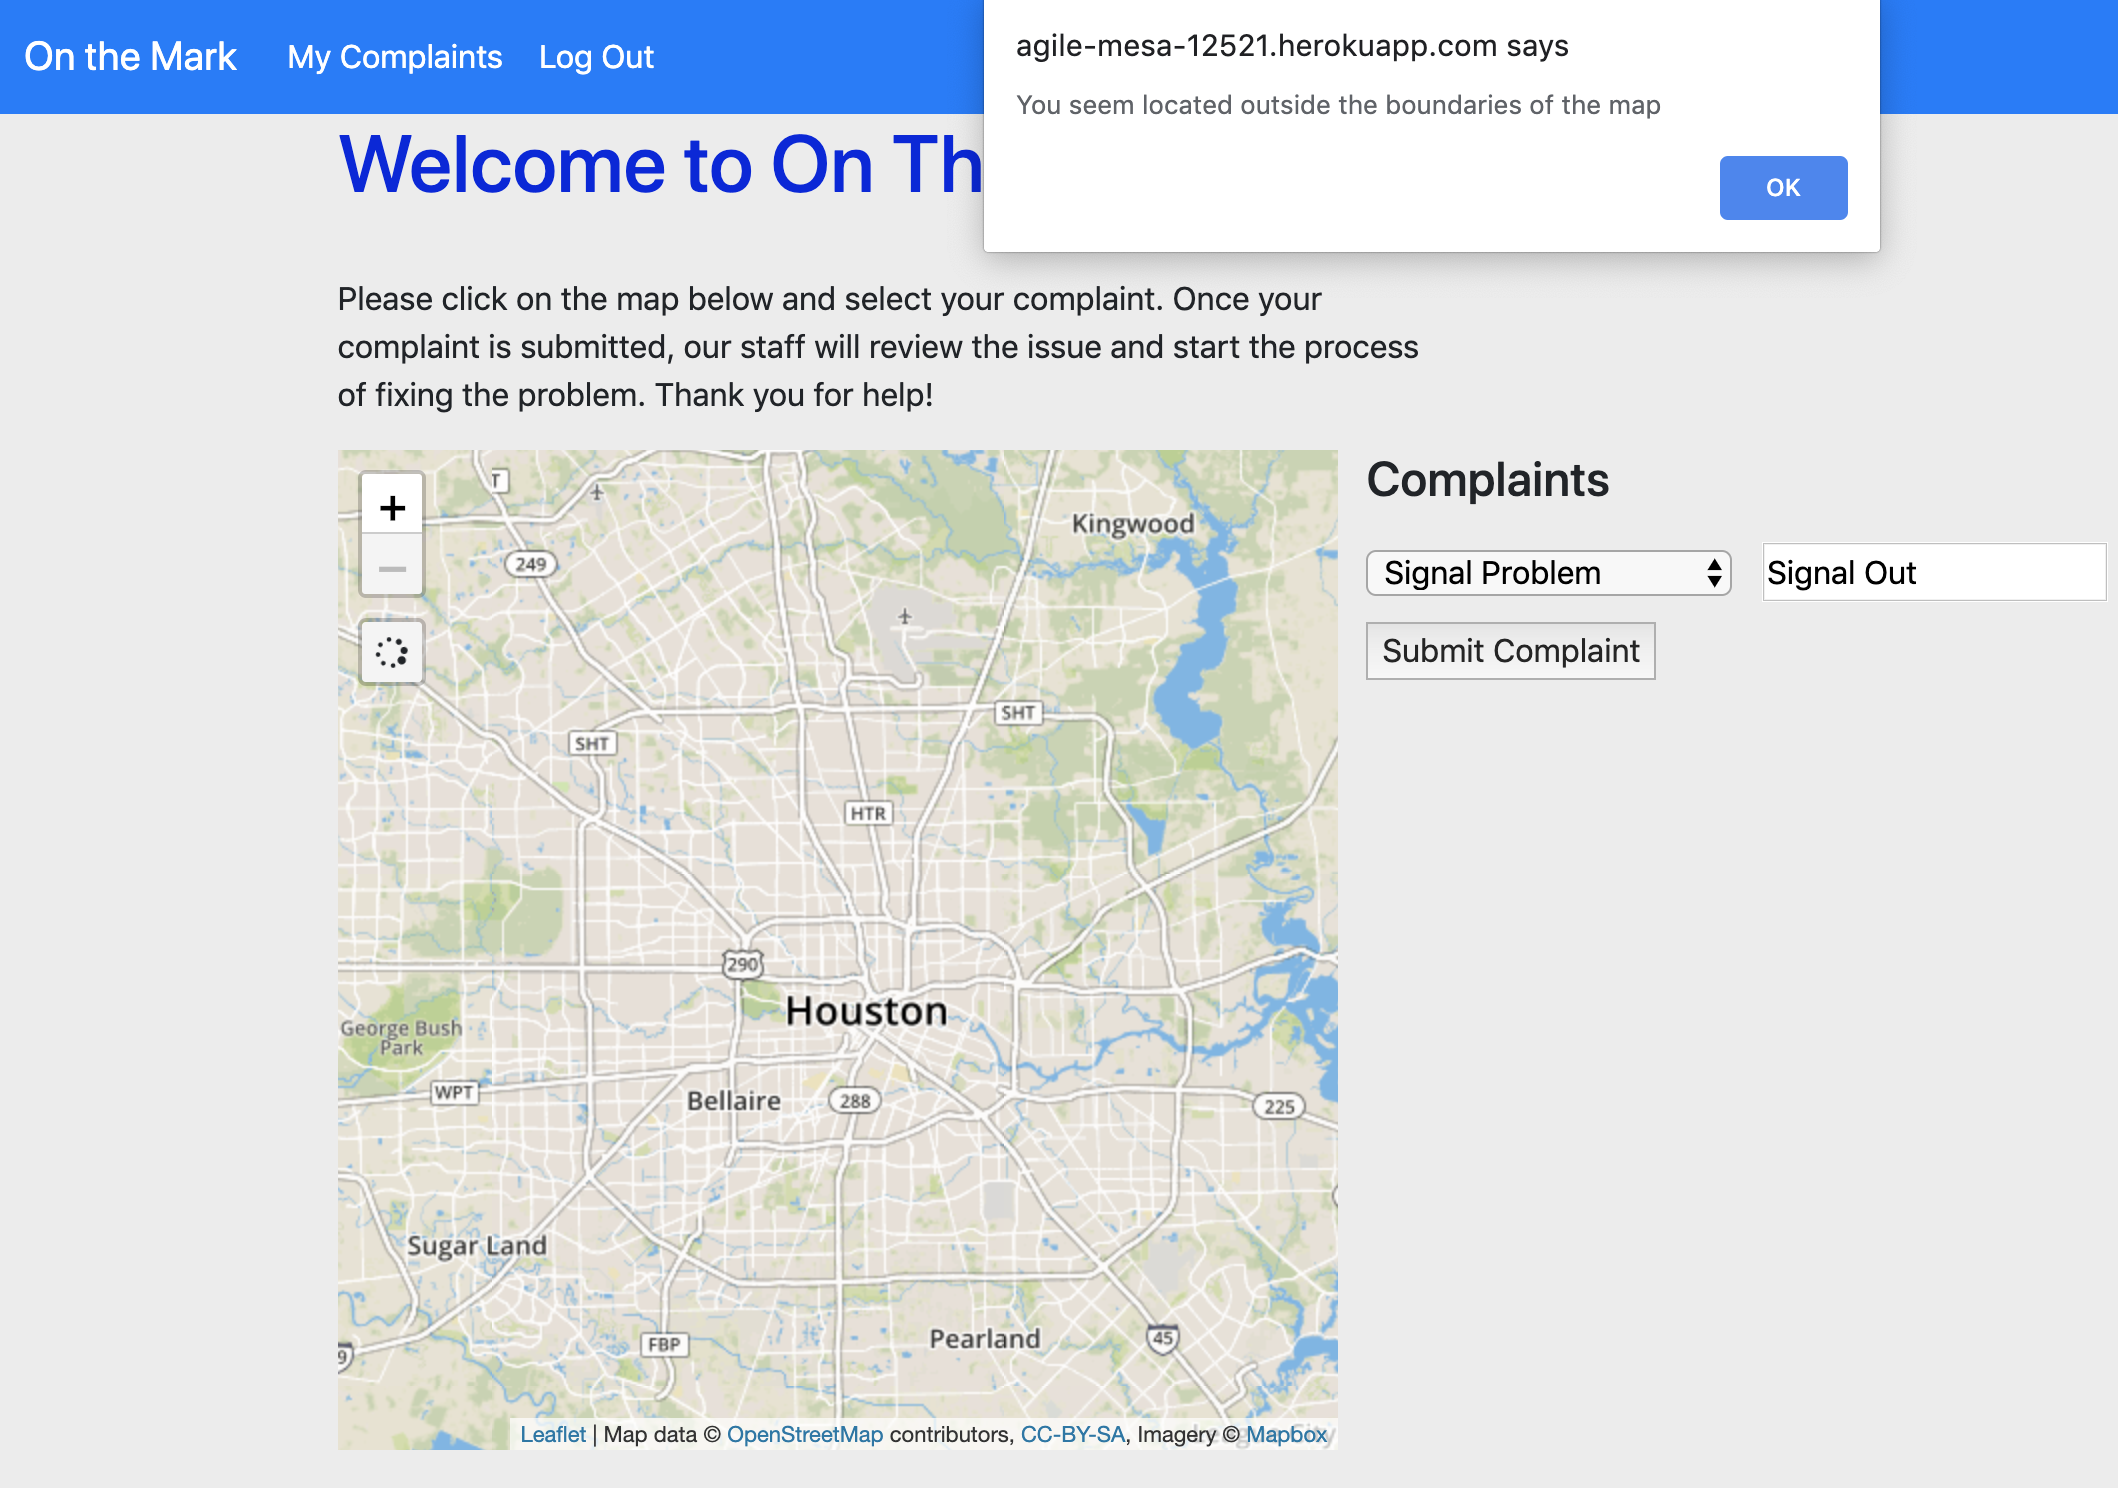 On the Mark My Complaints Log Out
agile-mesa-12521.herokuapp.com says
You seem located outside the boundaries of the map
OK
Welcome to On Th
Please click on the map below and select your complaint. Once your
complaint is submitted, our staff will review the issue and start the process
of fixing the problem. Thank you for help!
Complaints
Signal Problem
Signal Out
Submit Complaint
+
−
T
249
Kingwood
SHT
SHT
HTR
290
Houston
George Bush
Park
WPT
Bellaire
288
225
Sugar Land
FBP
Pearland
45
9
Leaflet | Map data © OpenStreetMap contributors, CC-BY-SA, Imagery © Mapbox